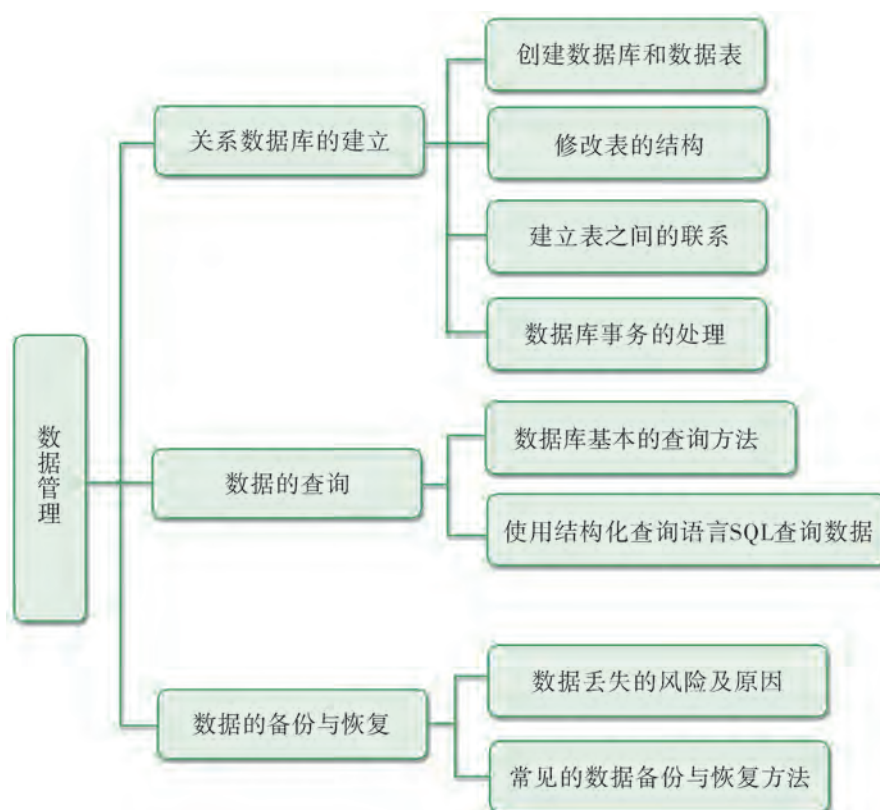 数据管理
关系数据库的建立
创建数据库和数据表
修改表的结构
建立表之间的联系
数据库事务的处理
数据的查询
数据库基本的查询方法
使用结构化查询语言SQL查询数据
数据的备份与恢复
数据丢失的风险及原因
常见的数据备份与恢复方法